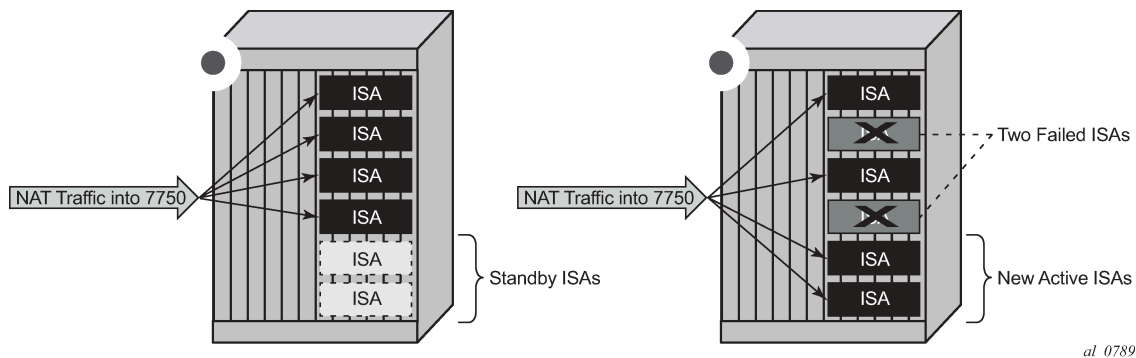 ISA
ISA
ISA
ISA
ISA
ISA
NAT Traffic into 7750
Standby ISAs
ISA
ISA
ISA
ISA
NAT Traffic into 7750
Two Failed ISAs
New Active ISAs
al_0789